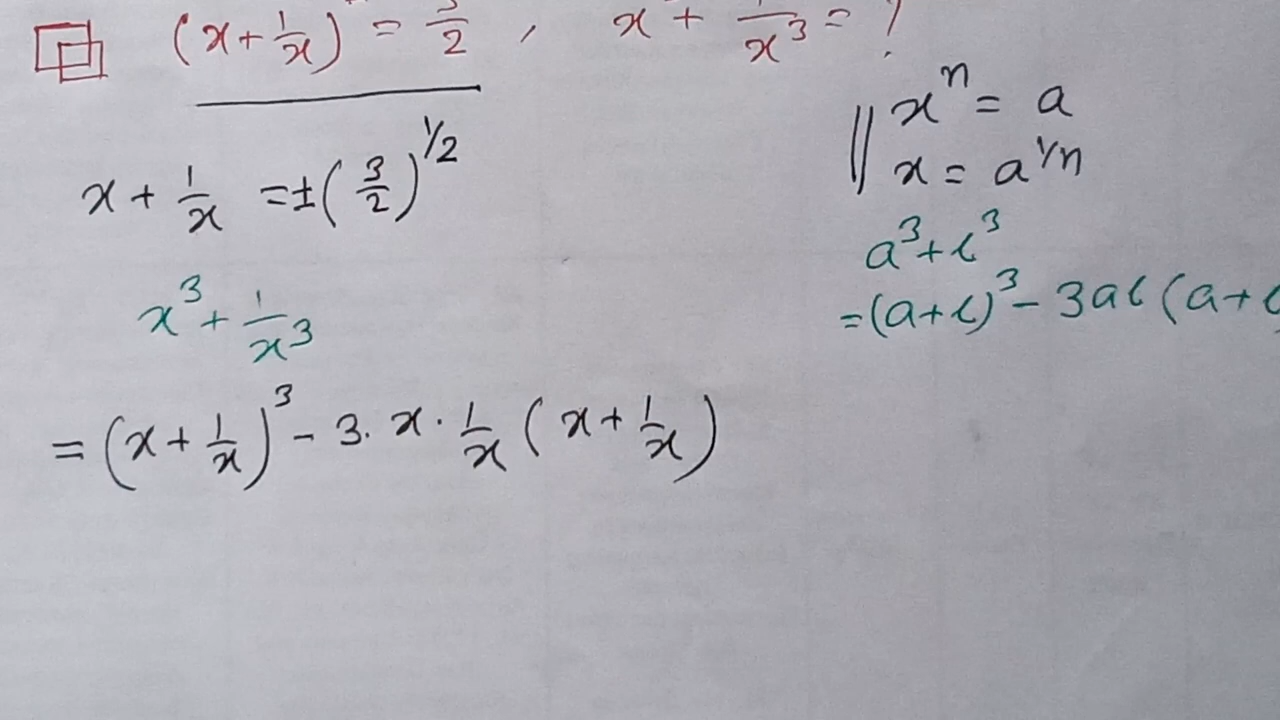 (x + 1/x) = 3/2 , x + 1/x³ = ?
xⁿ = a
x + 1/x = ± (3/2)^1/2
x = a^1/n
a³ + b³
= (a + b)³ - 3ab (a + b
x³ + 1/x³
= (x + 1/x)³ - 3. x · 1/x (x + 1/x)